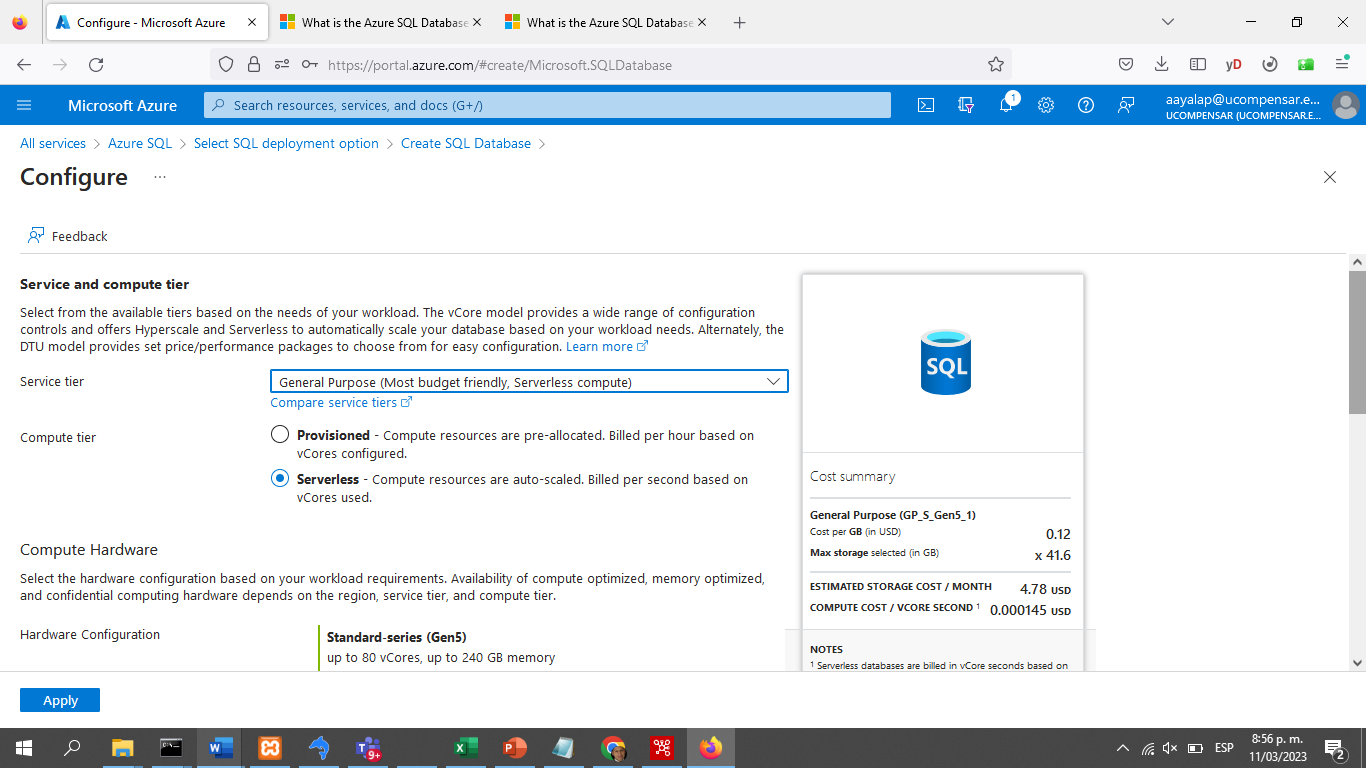 Configure - Microsoft Azure
What is the Azure SQL Database
What is the Azure SQL Database
https://portal.azure.com/#create/Microsoft.SQLDatabase
yD
Microsoft Azure
Search resources, services, and docs (G+/)
1
aayalap@ucompensar.e...
UCOMPENSAR (UCOMPENSAR.E...
All services > Azure SQL > Select SQL deployment option > Create SQL Database >
Configure ...
Feedback
Service and compute tier
Select from the available tiers based on the needs of your workload. The vCore model provides a wide range of configuration
controls and offers Hyperscale and Serverless to automatically scale your database based on your workload needs. Alternately, the
DTU model provides set price/performance packages to choose from for easy configuration. Learn more
Service tier
General Purpose (Most budget friendly, Serverless compute)
Compare service tiers
Compute tier
Provisioned - Compute resources are pre-allocated. Billed per hour based on
vCores configured.
Serverless - Compute resources are auto-scaled. Billed per second based on
vCores used.
Compute Hardware
Select the hardware configuration based on your workload requirements. Availability of compute optimized, memory optimized,
and confidential computing hardware depends on the region, service tier, and compute tier.
Hardware Configuration
Standard-series (Gen5)
up to 80 vCores, up to 240 GB memory
SQL
Cost summary
General Purpose (GP_S_Gen5_1)
Cost per GB (in USD) 0.12
Max storage selected (in GB) x 41.6
ESTIMATED STORAGE COST / MONTH 4.78 USD
COMPUTE COST / VCORE SECOND 1 0.000145 USD
NOTES
1 Serverless databases are billed in vCore seconds based on
Apply
9+
ESP
8:56 p. m.
11/03/2023
2